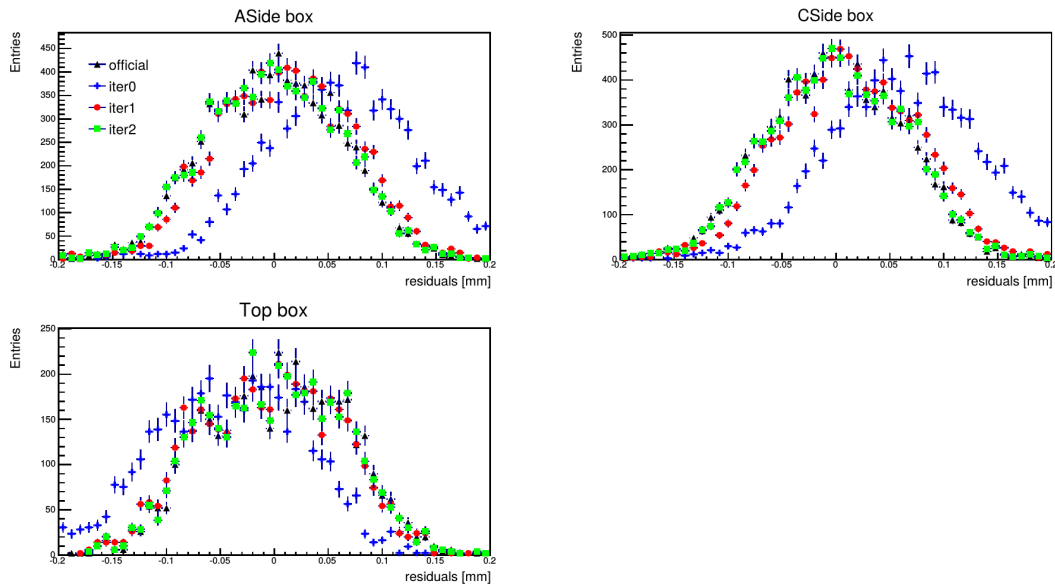 ASide box
Entries
450
400
350
300
250
200
150
100
50
0
official
iter0
iter1
iter2
-0.2 -0.15 -0.1 -0.05 0 0.05 0.1 0.15 0.2
residuals [mm]
CSide box
Entries
500
400
300
200
100
0
-0.2 -0.15 -0.1 -0.05 0 0.05 0.1 0.15 0.2
residuals [mm]
Top box
Entries
250
200
150
100
50
0
-0.2 -0.15 -0.1 -0.05 0 0.05 0.1 0.15 0.2
residuals [mm]